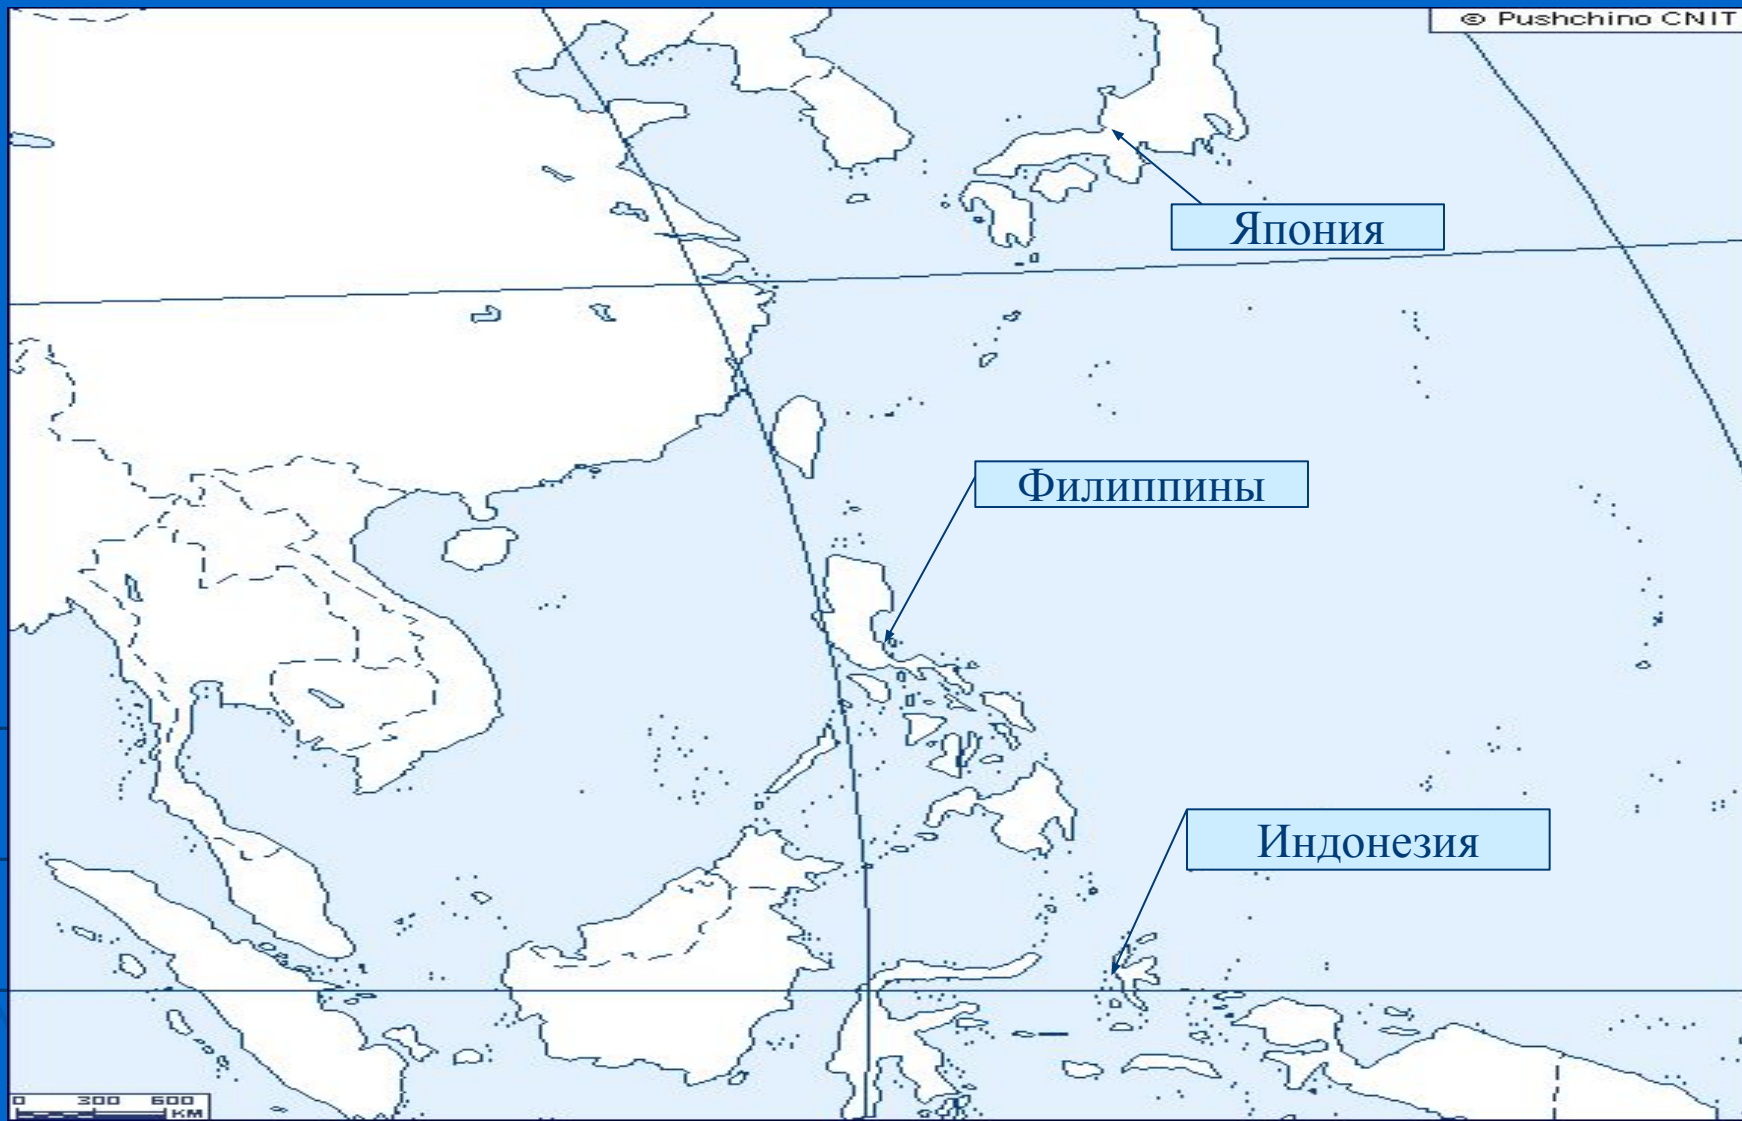 © Pushchino CNIT
Япония
Филиппины
Индонезия
0 300 600
KM